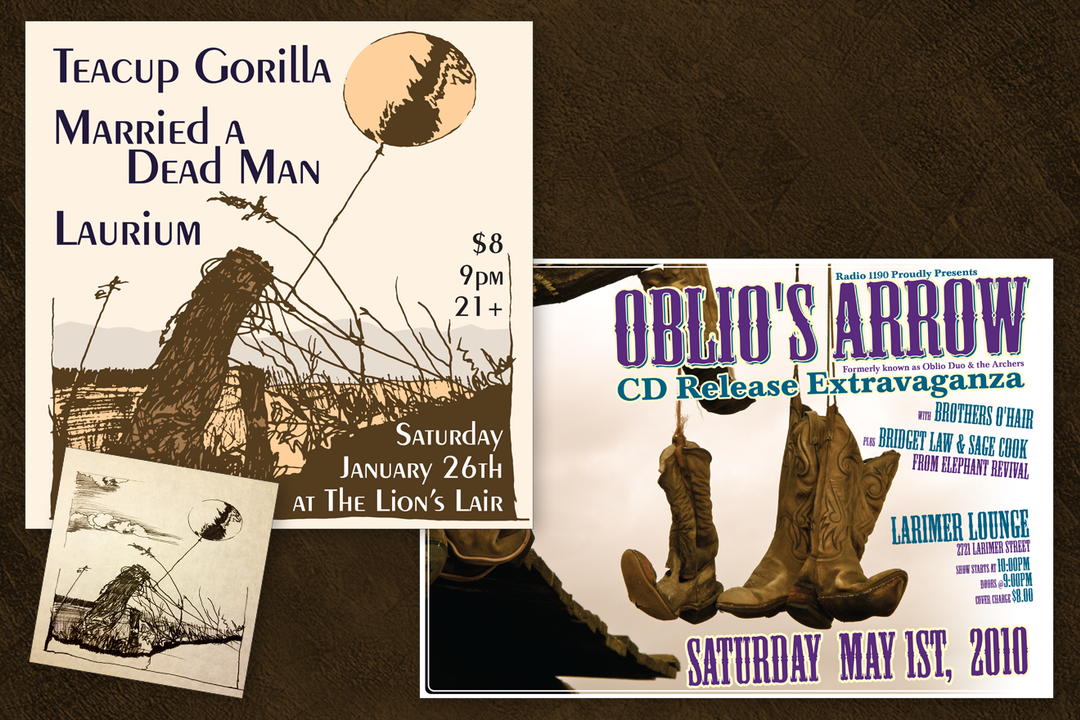 TEACUP GORILLA
MARRIED A
DEAD MAN
LAURIUM
$8
9PM
21+
SATURDAY
JANUARY 26TH
AT THE LION'S LAIR
Radio 1190 Proudly Presents
OBLIO'S ARROW
Formerly known as Oblio Duo & the Archers
CD Release Extravaganza
WITH BROTHERS O'HAIR
PLUS BRIDGET LAW & SAGE COOK
FROM ELEPHANT REVIVAL
LARIMER LOUNGE
2721 LARIMER STREET
SHOW STARTS AT 10:00PM
DOORS @ 9:00PM
COVER CHARGE $8.00
SATURDAY MAY 1ST, 2010